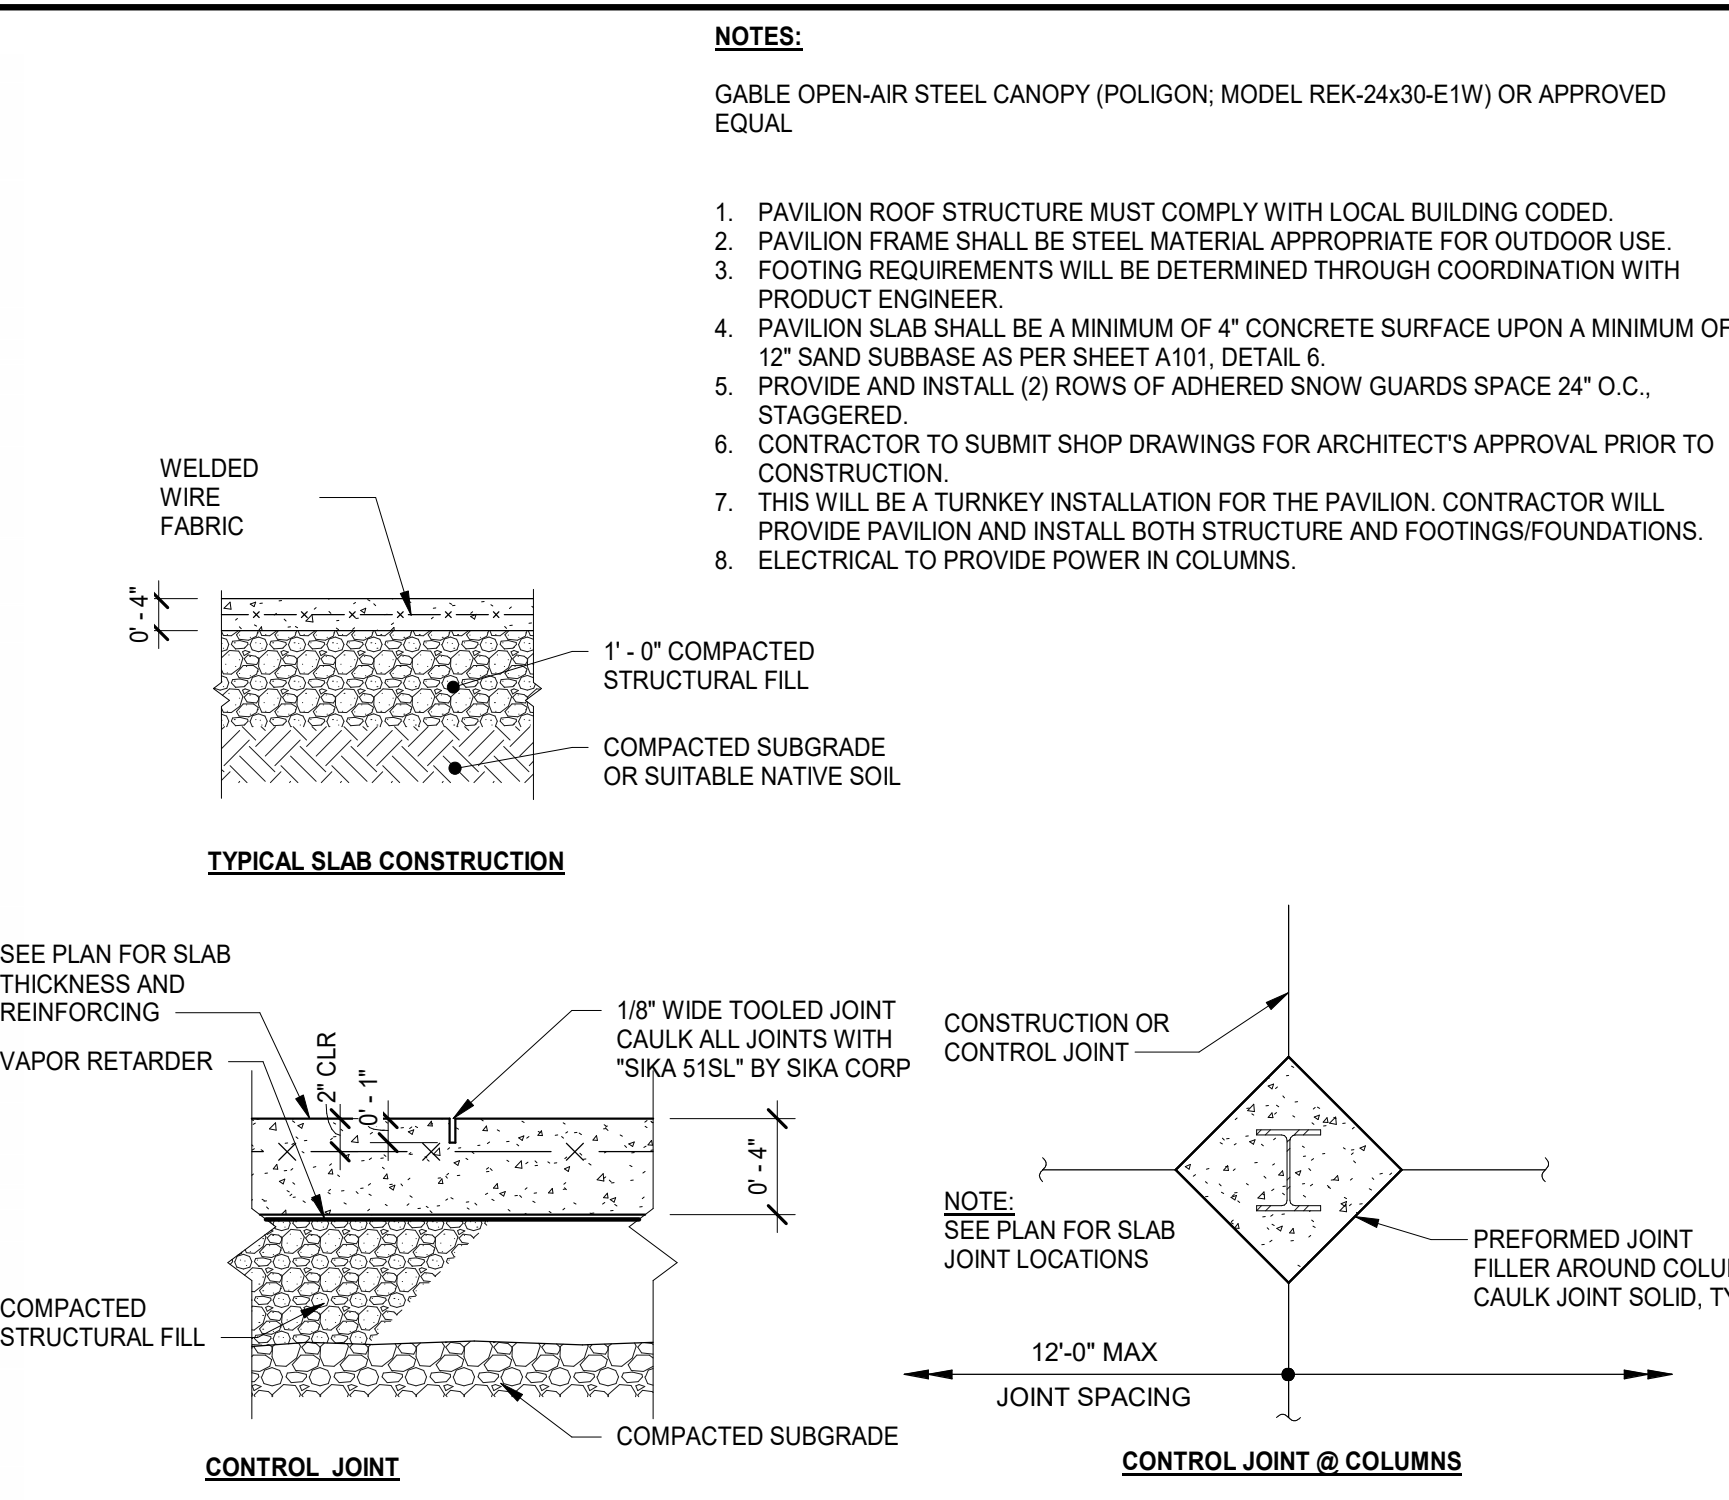 NOTES:
GABLE OPEN-AIR STEEL CANOPY (POLIGON; MODEL REK-24x30-E1W) OR APPROVED
EQUAL
1. PAVILION ROOF STRUCTURE MUST COMPLY WITH LOCAL BUILDING CODED.
2. PAVILION FRAME SHALL BE STEEL MATERIAL APPROPRIATE FOR OUTDOOR USE.
3. FOOTING REQUIREMENTS WILL BE DETERMINED THROUGH COORDINATION WITH
PRODUCT ENGINEER.
4. PAVILION SLAB SHALL BE A MINIMUM OF 4" CONCRETE SURFACE UPON A MINIMUM OF
12" SAND SUBBASE AS PER SHEET A101, DETAIL 6.
5. PROVIDE AND INSTALL (2) ROWS OF ADHERED SNOW GUARDS SPACE 24" O.C.,
STAGGERED.
6. CONTRACTOR TO SUBMIT SHOP DRAWINGS FOR ARCHITECT'S APPROVAL PRIOR TO
CONSTRUCTION.
7. THIS WILL BE A TURNKEY INSTALLATION FOR THE PAVILION. CONTRACTOR WILL
PROVIDE PAVILION AND INSTALL BOTH STRUCTURE AND FOOTINGS/FOUNDATIONS.
8. ELECTRICAL TO PROVIDE POWER IN COLUMNS.
WELDED
WIRE
FABRIC
0' - 4"
1' - 0" COMPACTED
STRUCTURAL FILL
COMPACTED SUBGRADE
OR SUITABLE NATIVE SOIL
TYPICAL SLAB CONSTRUCTION
SEE PLAN FOR SLAB
THICKNESS AND
REINFORCING
VAPOR RETARDER
2" CLR
0' - 1"
1/8" WIDE TOOLED JOINT
CAULK ALL JOINTS WITH
"SIKA 51SL" BY SIKA CORP
0' - 4"
COMPACTED
STRUCTURAL FILL
COMPACTED SUBGRADE
CONTROL JOINT
CONSTRUCTION OR
CONTROL JOINT
NOTE:
SEE PLAN FOR SLAB
JOINT LOCATIONS
PREFORMED JOINT
FILLER AROUND
CAULK JOINT SOLID,
12'-0" MAX
JOINT SPACING
CONTROL JOINT @ COLUMNS